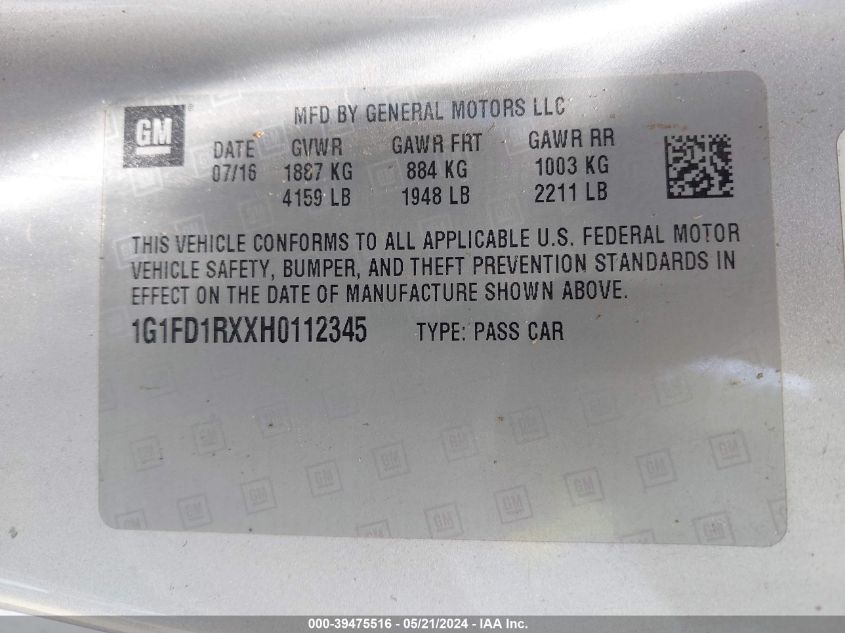 GM
MFD BY GENERAL MOTORS LLC
DATE GVWR GAWR FRT GAWR RR
07/16 1887 KG 884 KG 1003 KG
4159 LB 1948 LB 2211 LB
THIS VEHICLE CONFORMS TO ALL APPLICABLE U.S. FEDERAL MOTOR
VEHICLE SAFETY, BUMPER, AND THEFT PREVENTION STANDARDS IN
EFFECT ON THE DATE OF MANUFACTURE SHOWN ABOVE.
1G1FD1RXXH0112345 TYPE: PASS CAR
000-39475516 - 05/21/2024 - IAA Inc.